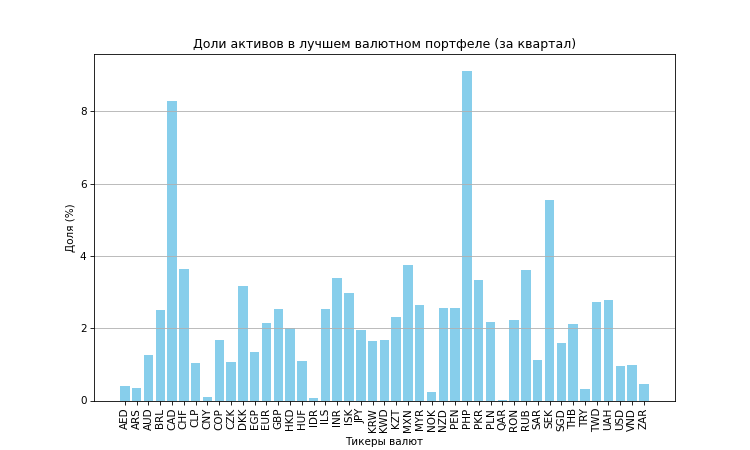 Доли активов в лучшем валютном портфеле (за квартал)
Доля (%)
8
6
4
2
0
AED ARS AUD BRL CAD CHF CLP CNY COP CZK DKK EGP EUR GBP HKD HUF IDR ILS INR ISK JPY KRW KWD KZT MXN MYR NOK NZD PEN PHP PKR PLN QAR RON RUB SAR SEK SGD THB TRY TWD UAH USD VND ZAR
Тикеры валют